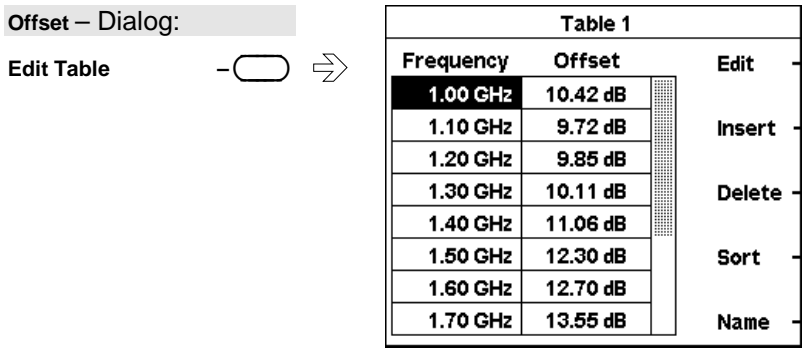 Offset – Dialog:
Edit Table
Table 1
Frequency Offset Edit
1.00 GHz 10.42 dB
1.10 GHz 9.72 dB Insert
1.20 GHz 9.85 dB
1.30 GHz 10.11 dB Delete
1.40 GHz 11.06 dB
1.50 GHz 12.30 dB Sort
1.60 GHz 12.70 dB
1.70 GHz 13.55 dB Name